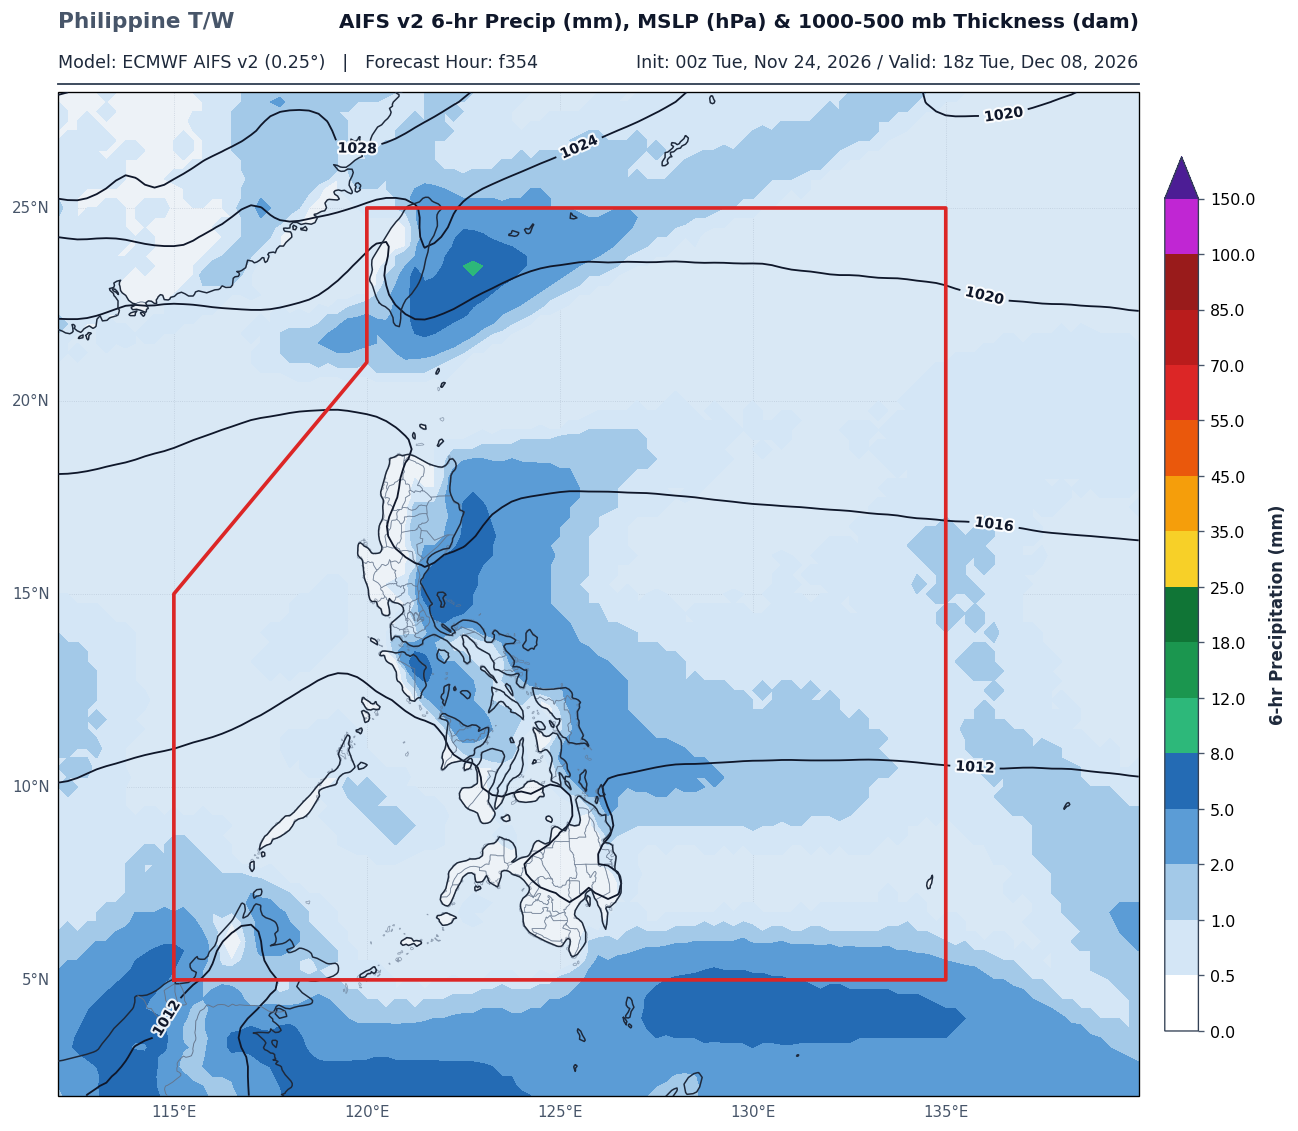 Philippine T/W
AIFS v2 6-hr Precip (mm), MSLP (hPa) & 1000-500 mb Thickness (dam)
Model: ECMWF AIFS v2 (0.25°) | Forecast Hour: f354
Init: 00z Tue, Nov 24, 2026 / Valid: 18z Tue, Dec 08, 2026
1020
1028
1024
1020
1016
1012
1012
25°N
20°N
15°N
10°N
5°N
115°E
120°E
125°E
130°E
135°E
150.0
100.0
85.0
70.0
55.0
45.0
35.0
25.0
18.0
12.0
8.0
5.0
2.0
1.0
0.5
0.0
6-hr Precipitation (mm)